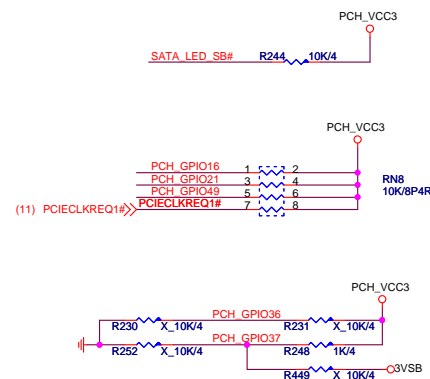 PCH_VCC3
SATA_LED_SB# R244 10K/4
PCH_VCC3
PCH_GPIO16 1 2
PCH_GPIO21 3 4
PCH_GPIO49 5 6
(11) PCIECLKREQ1# PCIECLKREQ1# 7 8
RN8
10K/8P4R
PCH_VCC3
PCH_GPIO36
R230 X_10K/4 R231 X_10K/4
PCH_GPIO37
R252 X_10K/4 R248 1K/4
3VSB
R449 X_10K/4